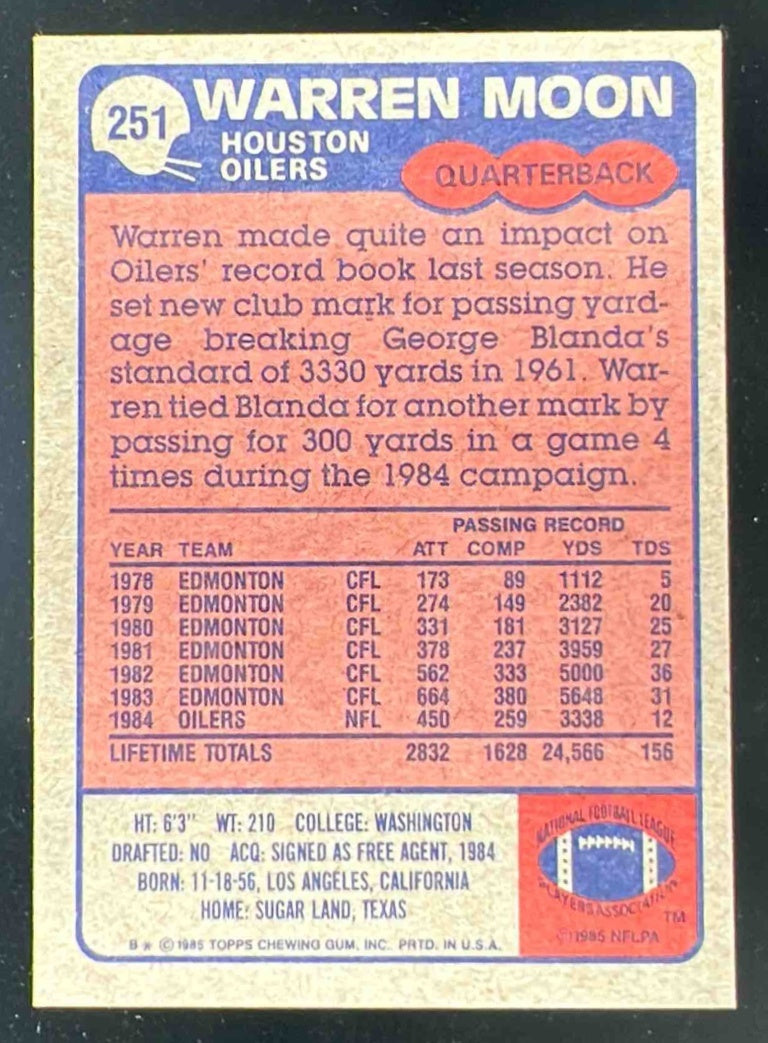 251
WARREN MOON
HOUSTON
OILERS
QUARTERBACK
Warren made quite an impact on
Oilers' record book last season. He
set new club mark for passing yard-
age breaking George Blanda's
standard of 3330 yards in 1961. War-
ren tied Blanda for another mark by
passing for 300 yards in a game 4
times during the 1984 campaign.
PASSING RECORD
YEAR TEAM ATT COMP YDS TDS
1978 EDMONTON CFL 173 89 1112 5
1979 EDMONTON CFL 274 149 2382 20
1980 EDMONTON CFL 331 181 3127 25
1981 EDMONTON CFL 378 237 3959 27
1982 EDMONTON CFL 562 333 5000 36
1983 EDMONTON CFL 664 380 5648 31
1984 OILERS NFL 450 259 3338 12
LIFETIME TOTALS 2832 1628 24,566 156
HT: 6'3" WT: 210 COLLEGE: WASHINGTON
DRAFTED: NO ACQ: SIGNED AS FREE AGENT, 1984
BORN: 11-18-56, LOS ANGELES, CALIFORNIA
HOME: SUGAR LAND, TEXAS
B * © 1985 TOPPS CHEWING GUM, INC. PRTD. IN U.S.A.
NATIONAL FOOTBALL LEAGUE
PLAYERS ASSOCIATION
TM
© 1985 NFLPA